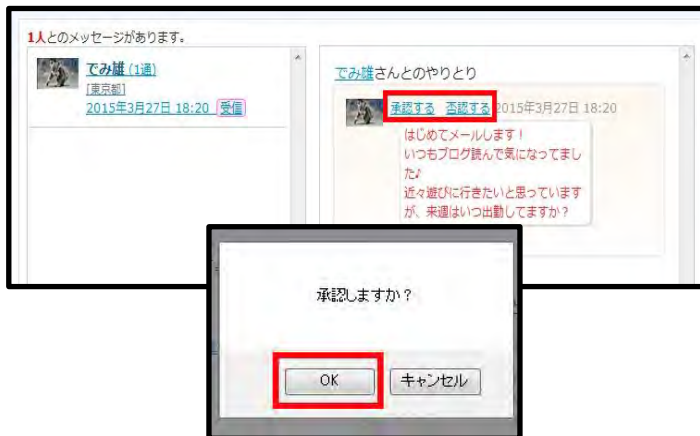 1人とのメッセージがあります。
でみ雄 (1通)
[東京都]
2015年3月27日 18:20 受信
でみ雄さんとのやりとり
承認する 否認する 2015年3月27日 18:20
はじめてメールします！
いつもブログ読んで気になってまし
た♪
近々遊びに行きたいと思っています
が、来週はいつ出勤してますか？
承認しますか？
OK キャンセル